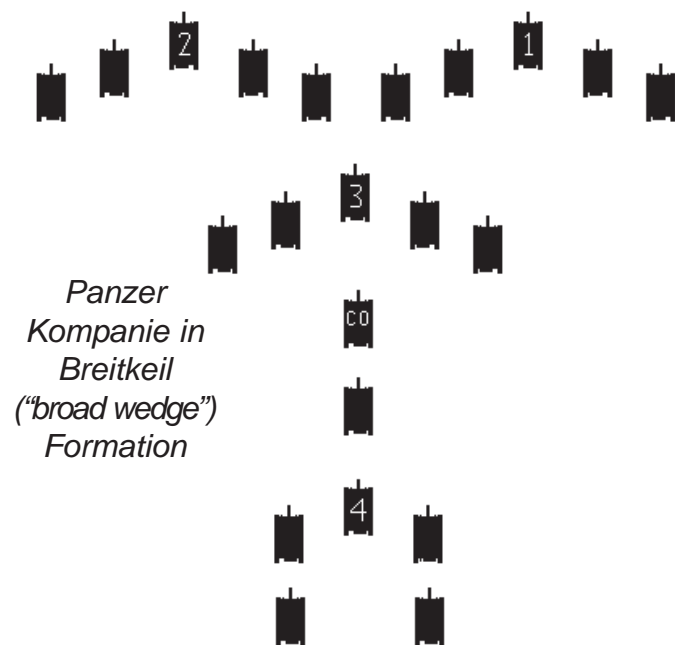 2
1
3
Panzer
Kompanie in
Breitkeil
(“broad wedge”)
Formation
CO
4